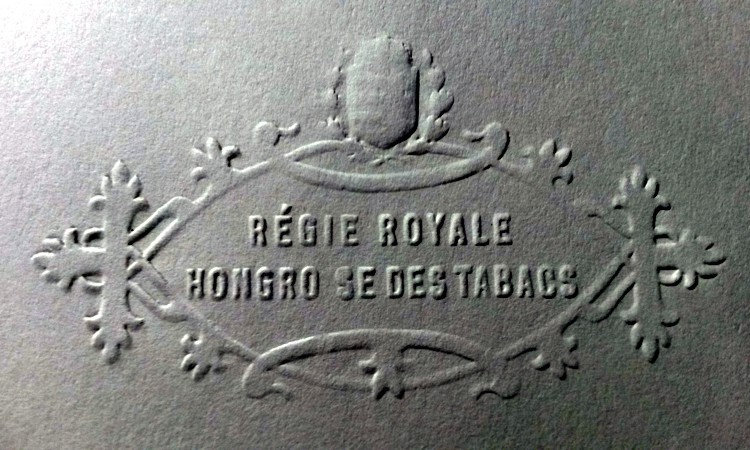 RÉGIE ROYALE
HONGRO SE DES TABACS